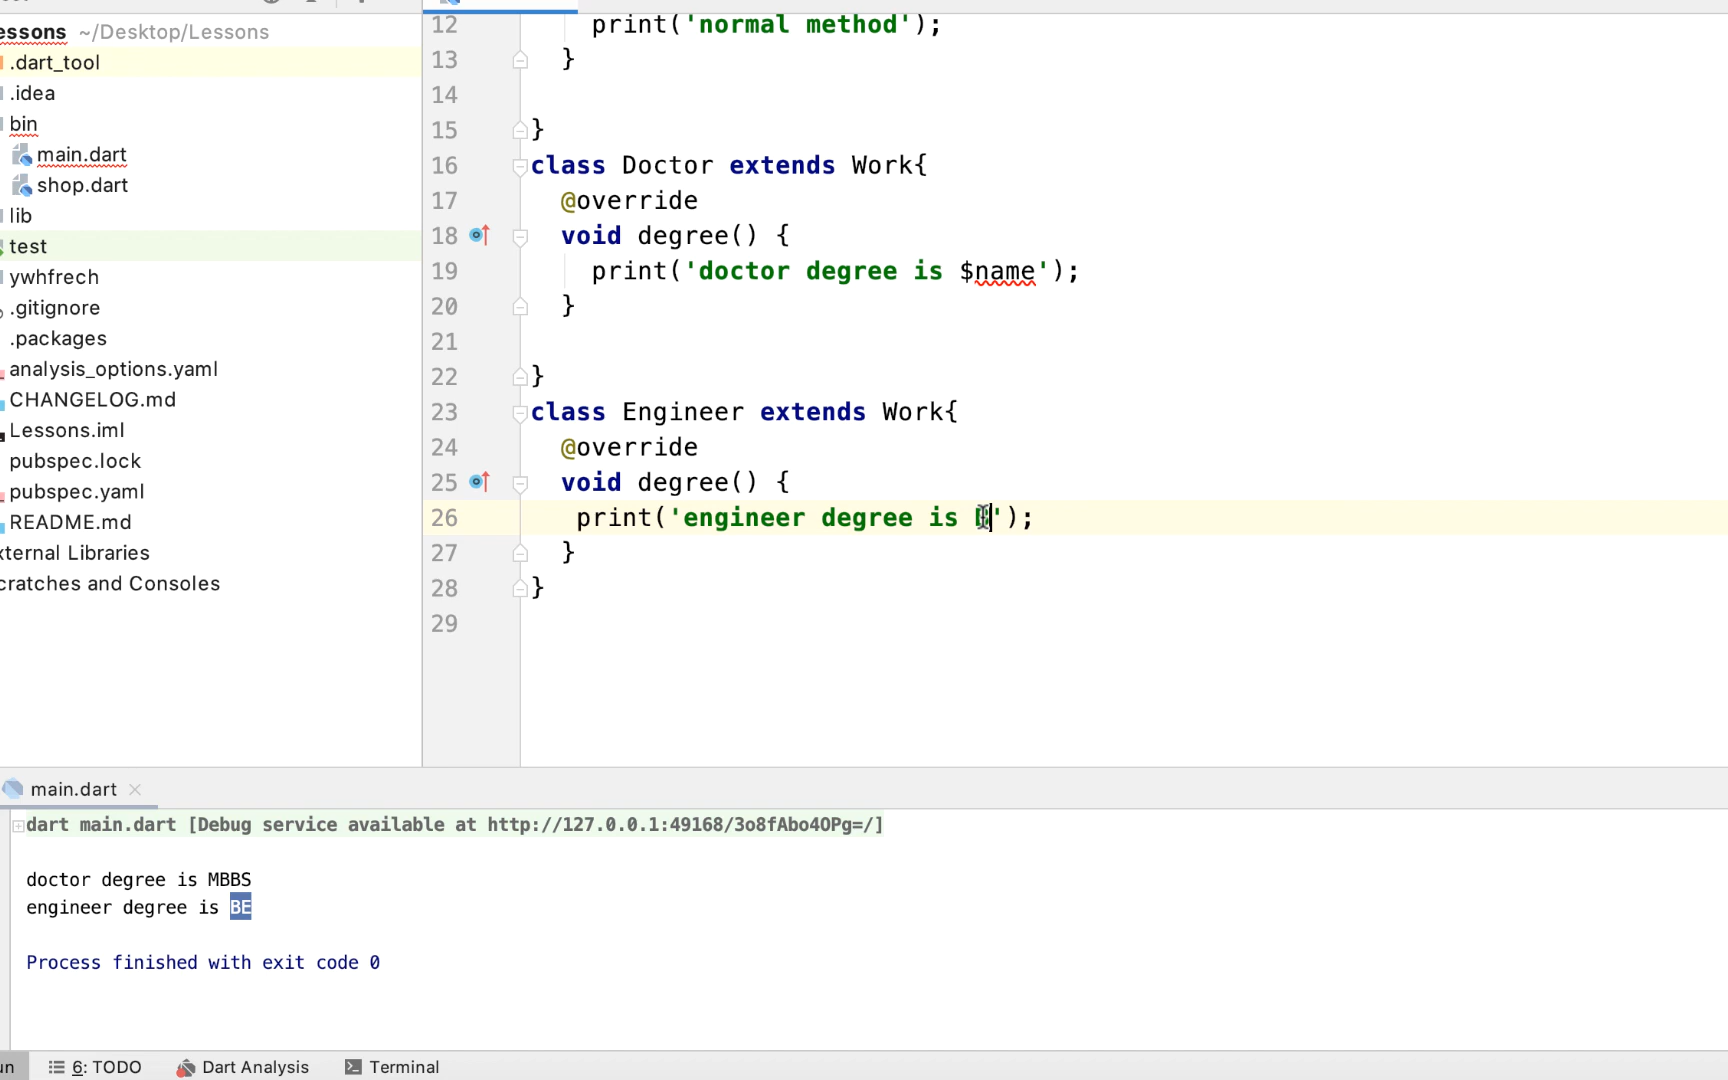 essons ~/Desktop/Lessons
.dart_tool
.idea
bin
main.dart
shop.dart
lib
test
ywhfrech
.gitignore
.packages
analysis_options.yaml
CHANGELOG.md
Lessons.iml
pubspec.lock
pubspec.yaml
README.md
xternal Libraries
cratches and Consoles
12 print('normal method');
13 }
14
15 }
16 class Doctor extends Work{
17 @override
18 void degree() {
19 print('doctor degree is $name');
20 }
21
22 }
23 class Engineer extends Work{
24 @override
25 void degree() {
26 print('engineer degree is ');
27 }
28 }
29
main.dart
dart main.dart [Debug service available at http://127.0.0.1:49168/3o8fAbo4OPg=/]
doctor degree is MBBS
engineer degree is BE
Process finished with exit code 0
un 6: TODO Dart Analysis Terminal